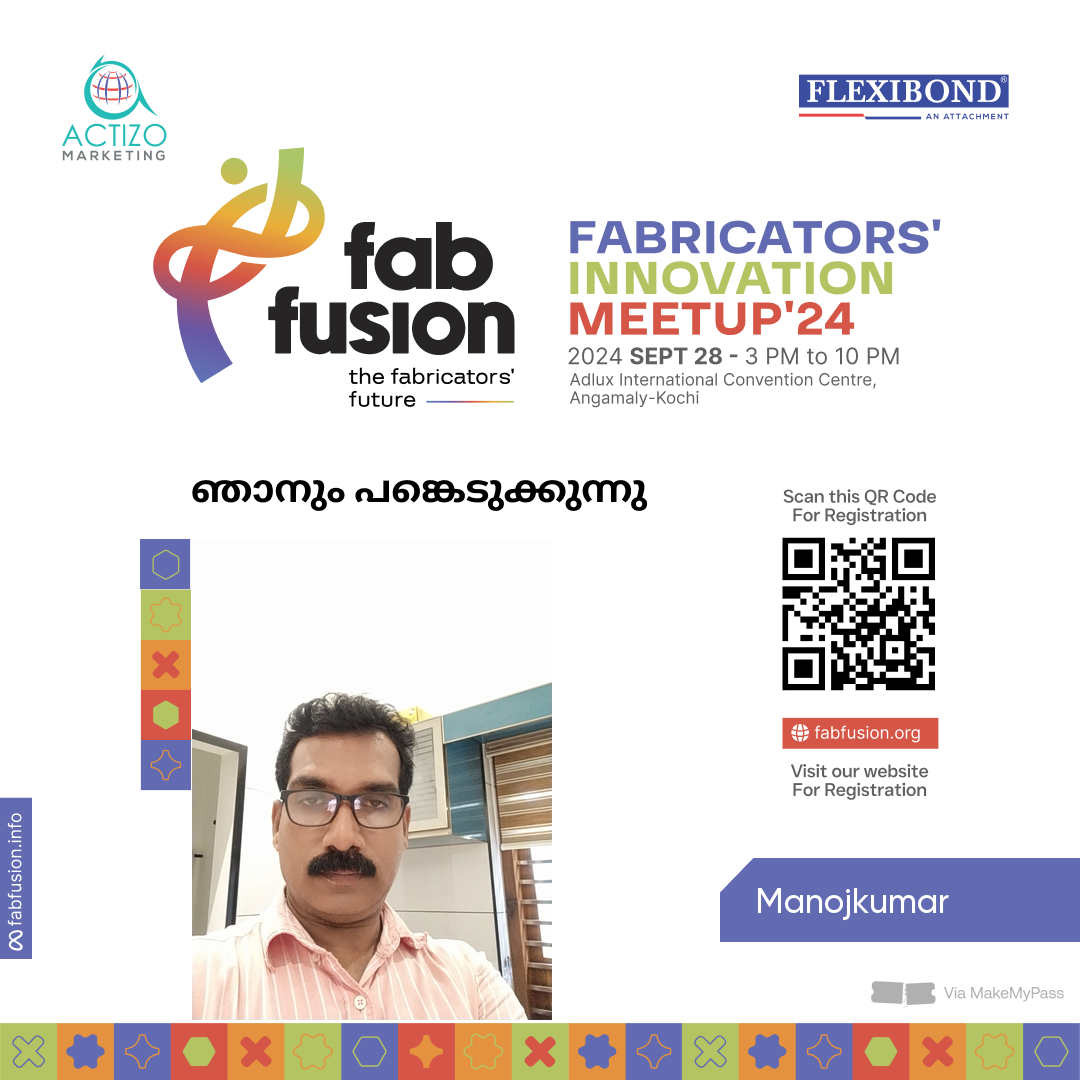 ACTIZO
MARKETING
FLEXIBOND®
AN ATTACHMENT
fab
fusion
the fabricators'
future
FABRICATORS'
INNOVATION
MEETUP'24
2024 SEPT 28 - 3 PM to 10 PM
Adlux International Convention Centre,
Angamaly-Kochi
ഞാനും പങ്കെടുക്കുന്നു
Scan this QR Code
For Registration
fabfusion.org
Visit our website
For Registration
fabfusion.info
Manojkumar
Via MakeMyPass